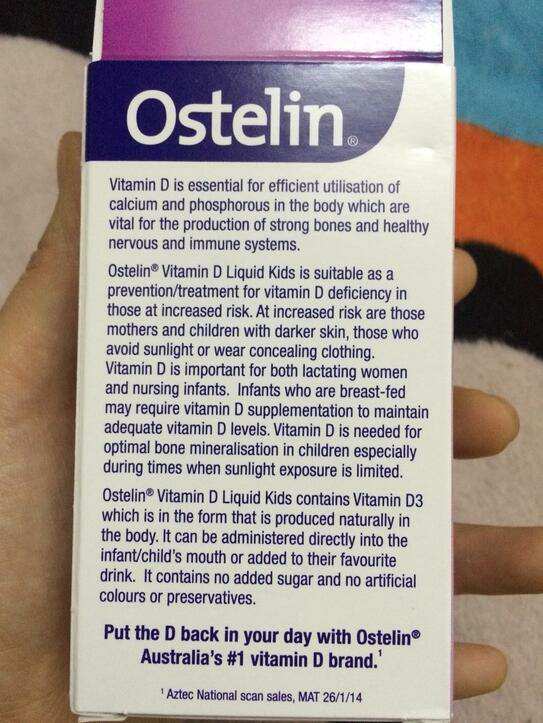 Ostelin®
Vitamin D is essential for efficient utilisation of
calcium and phosphorous in the body which are
vital for the production of strong bones and healthy
nervous and immune systems.
Ostelin® Vitamin D Liquid Kids is suitable as a
prevention/treatment for vitamin D deficiency in
those at increased risk. At increased risk are those
mothers and children with darker skin, those who
avoid sunlight or wear concealing clothing.
Vitamin D is important for both lactating women
and nursing infants. Infants who are breast-fed
may require vitamin D supplementation to maintain
adequate vitamin D levels. Vitamin D is needed for
optimal bone mineralisation in children especially
during times when sunlight exposure is limited.
Ostelin® Vitamin D Liquid Kids contains Vitamin D3
which is in the form that is produced naturally in
the body. It can be administered directly into the
infant/child's mouth or added to their favourite
drink. It contains no added sugar and no artificial
colours or preservatives.
Put the D back in your day with Ostelin®
Australia's #1 vitamin D brand.¹
¹ Aztec National scan sales, MAT 26/1/14